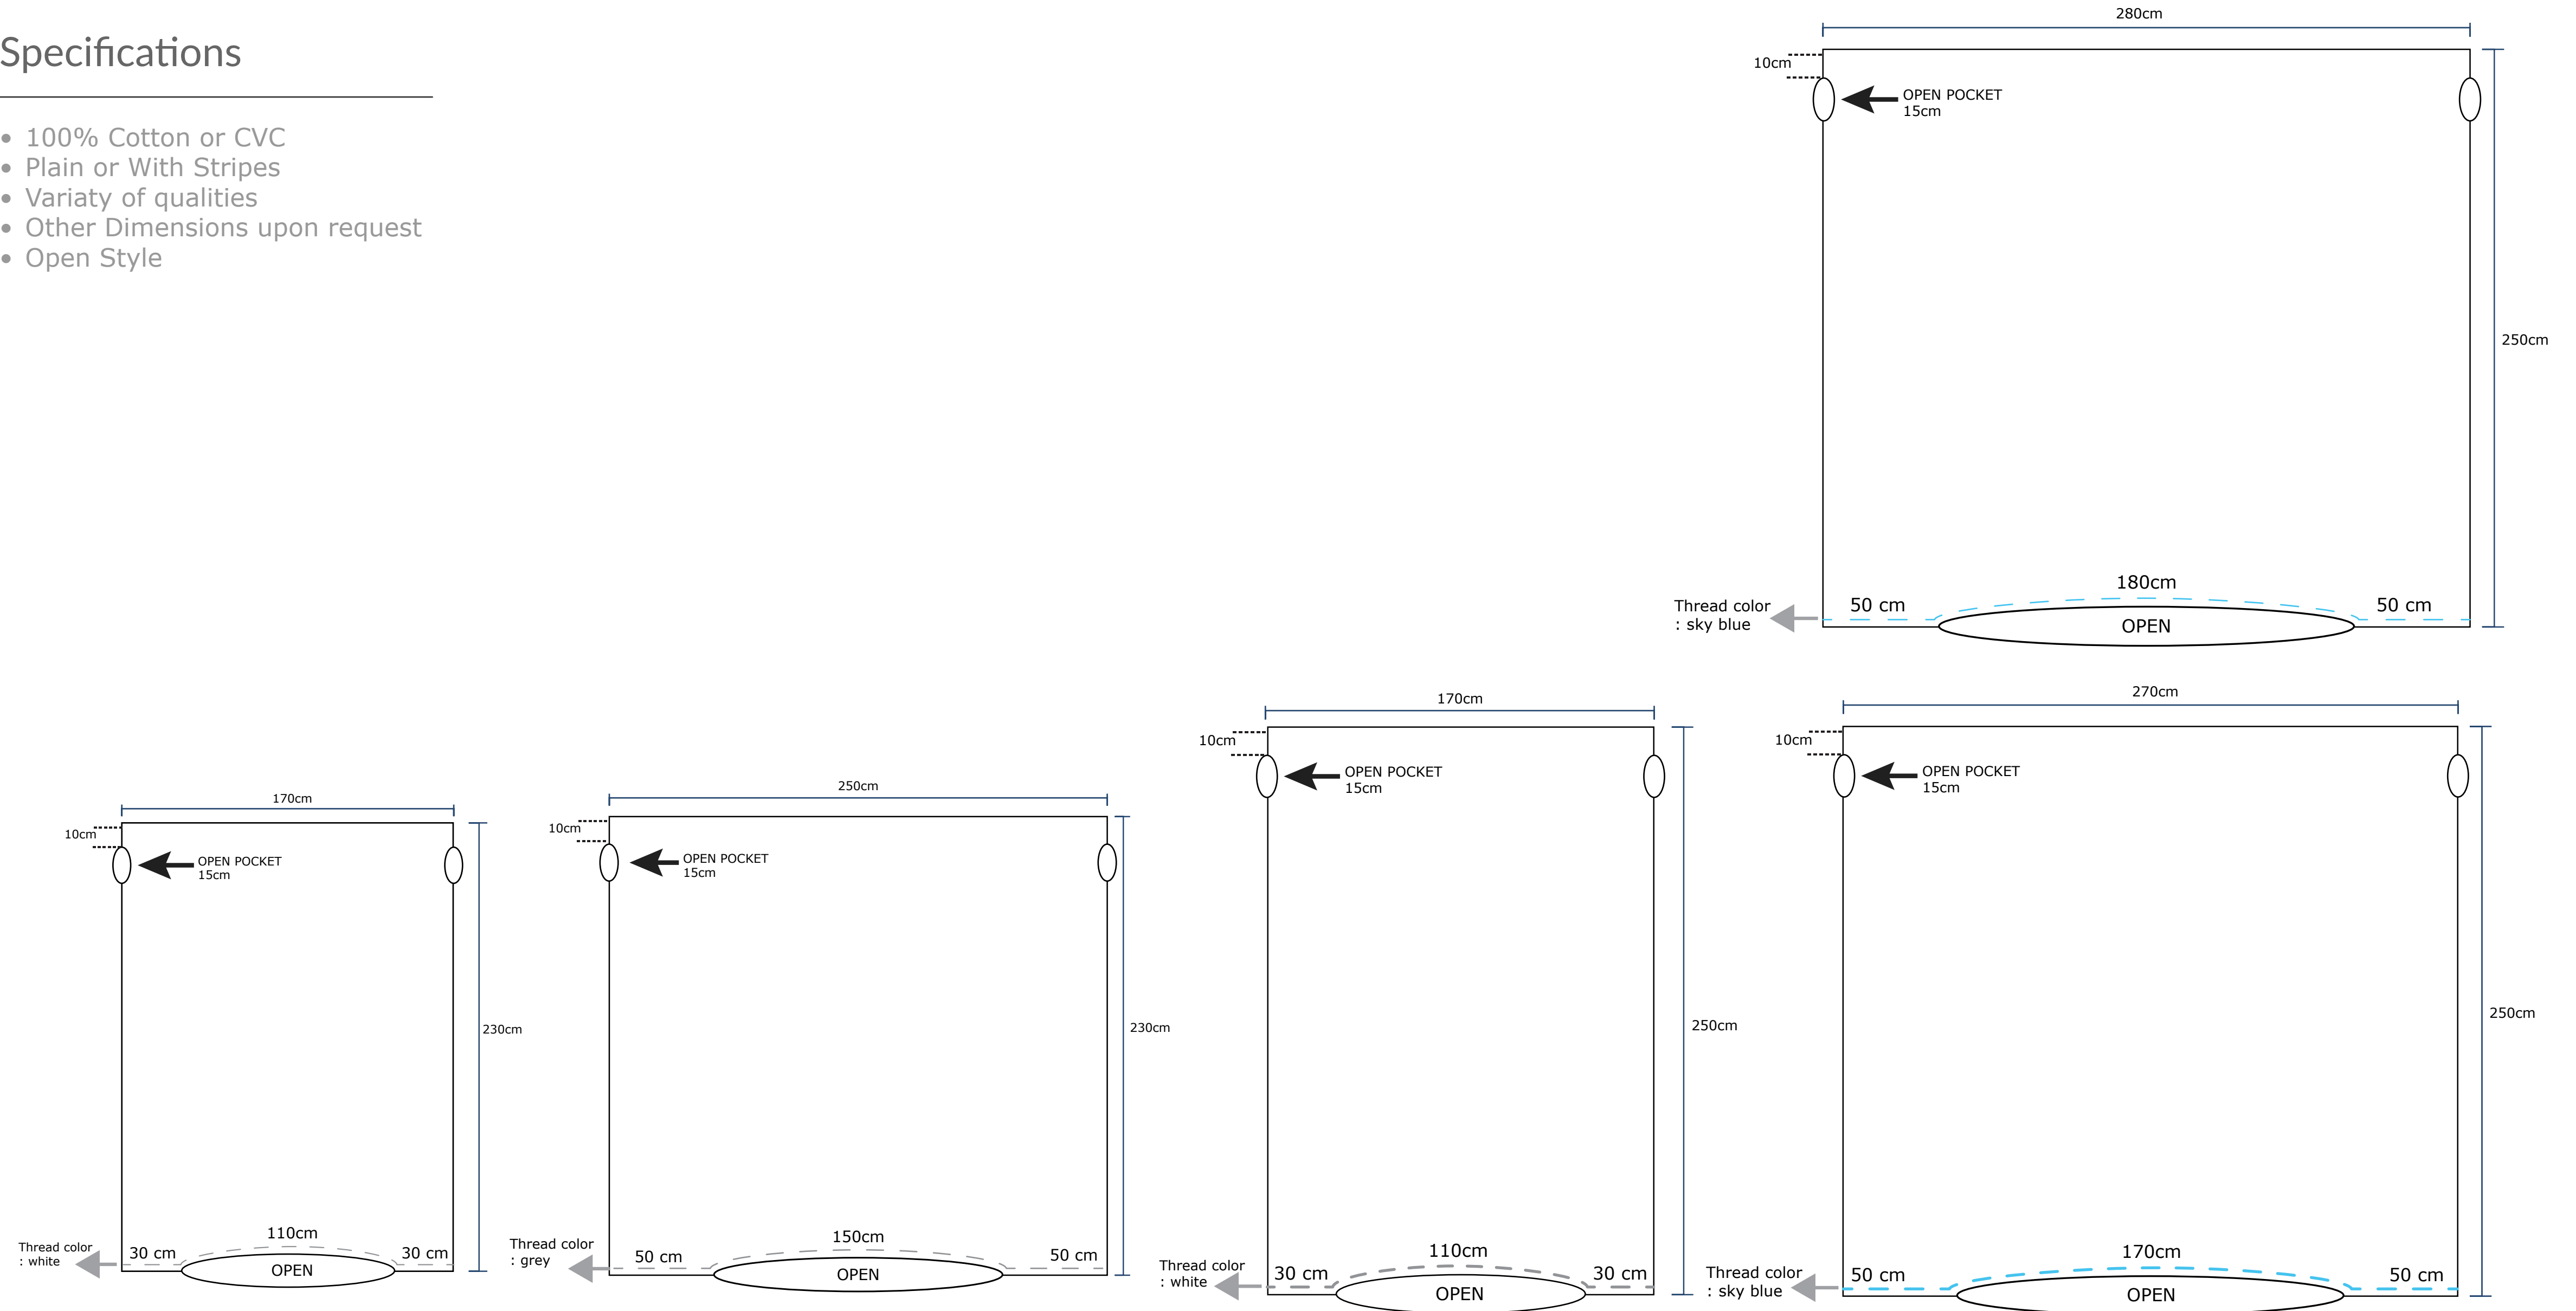 Specifications
• 100% Cotton or CVC
• Plain or With Stripes
• Variaty of qualities
• Other Dimensions upon request
• Open Style
280cm
10cm
OPEN POCKET
15cm
250cm
180cm
50 cm
50 cm
Thread color
: sky blue
OPEN
170cm
10cm
OPEN POCKET
15cm
230cm
110cm
30 cm
30 cm
Thread color
: white
OPEN
250cm
10cm
OPEN POCKET
15cm
230cm
150cm
50 cm
50 cm
Thread color
: grey
OPEN
170cm
10cm
OPEN POCKET
15cm
250cm
110cm
30 cm
30 cm
Thread color
: white
OPEN
270cm
10cm
OPEN POCKET
15cm
250cm
170cm
50 cm
50 cm
Thread color
: sky blue
OPEN